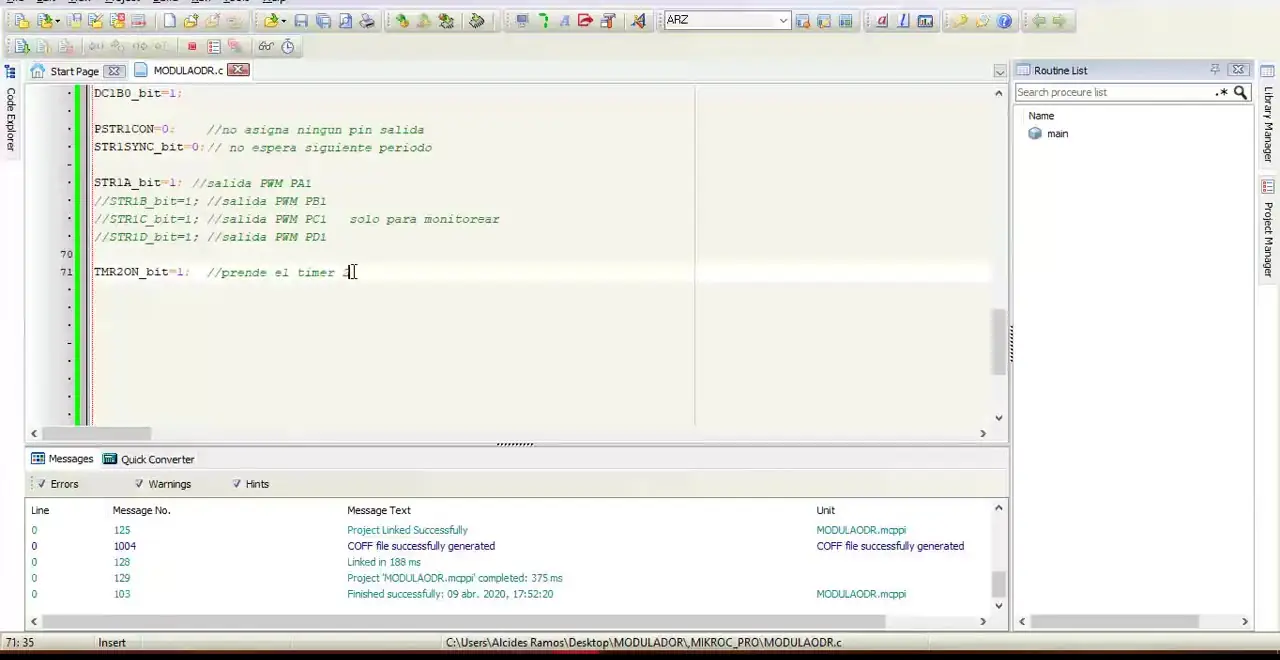 ARZ
Start Page
MODULAODR.c
Routine List
Code Explorer
DC1B0_bit=1;
PSTR1CON=0; //no asigna ningun pin salida
STR1SYNC_bit=0;// no espera siguiente periodo
STR1A_bit=1; //salida PWM PA1
//STR1B_bit=1; //salida PWM PB1
//STR1C_bit=1; //salida PWM PC1 solo para monitorear
//STR1D_bit=1; //salida PWM PD1
70
71 TMR2ON_bit=1; //prende el timer
Search proceure list
.*
Name
main
Library Manager
Project Manager
Messages
Quick Converter
Errors
Warnings
Hints
Line Message No. Message Text Unit
0 125 Project Linked Successfully MODULAODR.mcppi
0 1004 COFF file successfully generated COFF file successfully generated
0 128 Linked in 188 ms
0 129 Project 'MODULAODR.mcppi' completed: 375 ms
0 103 Finished successfully: 09 abr. 2020, 17:52:20 MODULAODR.mcppi
71: 35 Insert C:\Users\Alcides Ramos\Desktop\MODULADOR\,MIKROC_PRO\MODULAODR.c